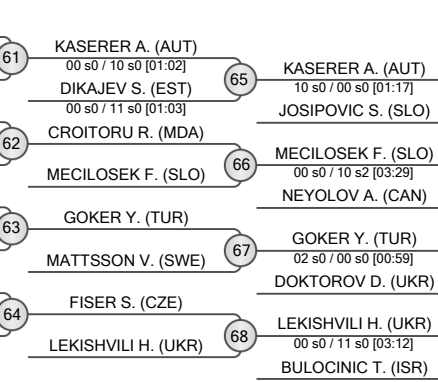 61
KASERER A. (AUT)
00 s0 / 10 s0 [01:02]
DIKAJEV S. (EST)
00 s0 / 11 s0 [01:03]
65
KASERER A. (AUT)
10 s0 / 00 s0 [01:17]
JOSIPOVIC S. (SLO)
62
CROITORU R. (MDA)
MECILOSEK F. (SLO)
66
MECILOSEK F. (SLO)
00 s0 / 10 s2 [03:29]
NEYOLOV A. (CAN)
63
GOKER Y. (TUR)
MATTSSON V. (SWE)
67
GOKER Y. (TUR)
02 s0 / 00 s0 [00:59]
DOKTOROV D. (UKR)
64
FISER S. (CZE)
LEKISHVILI H. (UKR)
68
LEKISHVILI H. (UKR)
00 s0 / 11 s0 [03:12]
BULOCINIC T. (ISR)